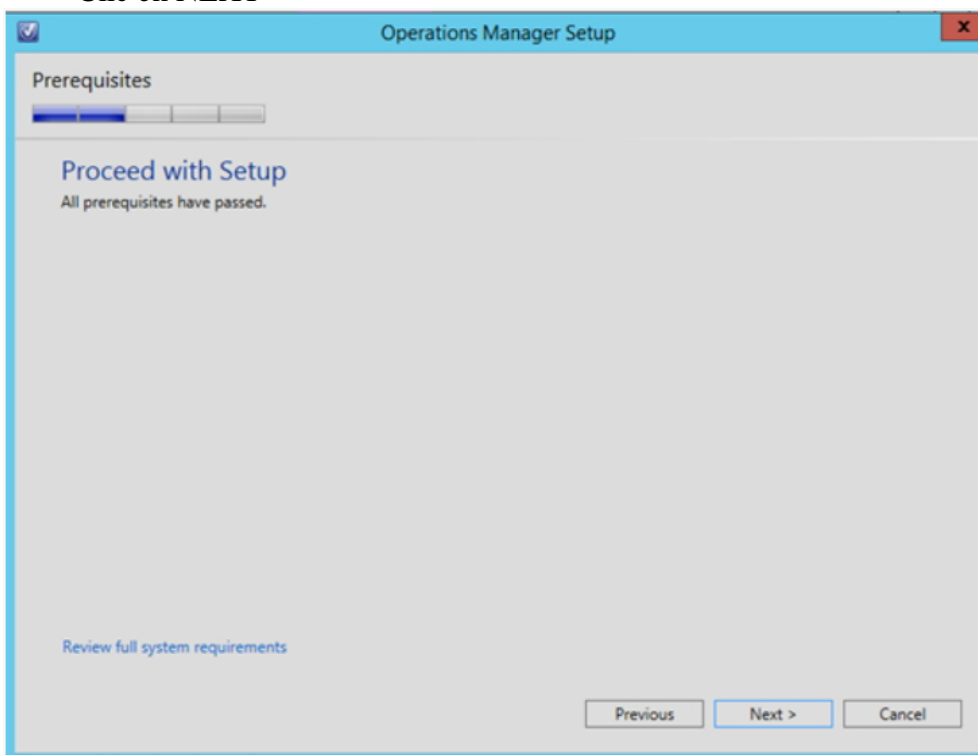 Operations Manager Setup
x
Prerequisites
Proceed with Setup
All prerequisites have passed.
Review full system requirements
Previous
Next >
Cancel